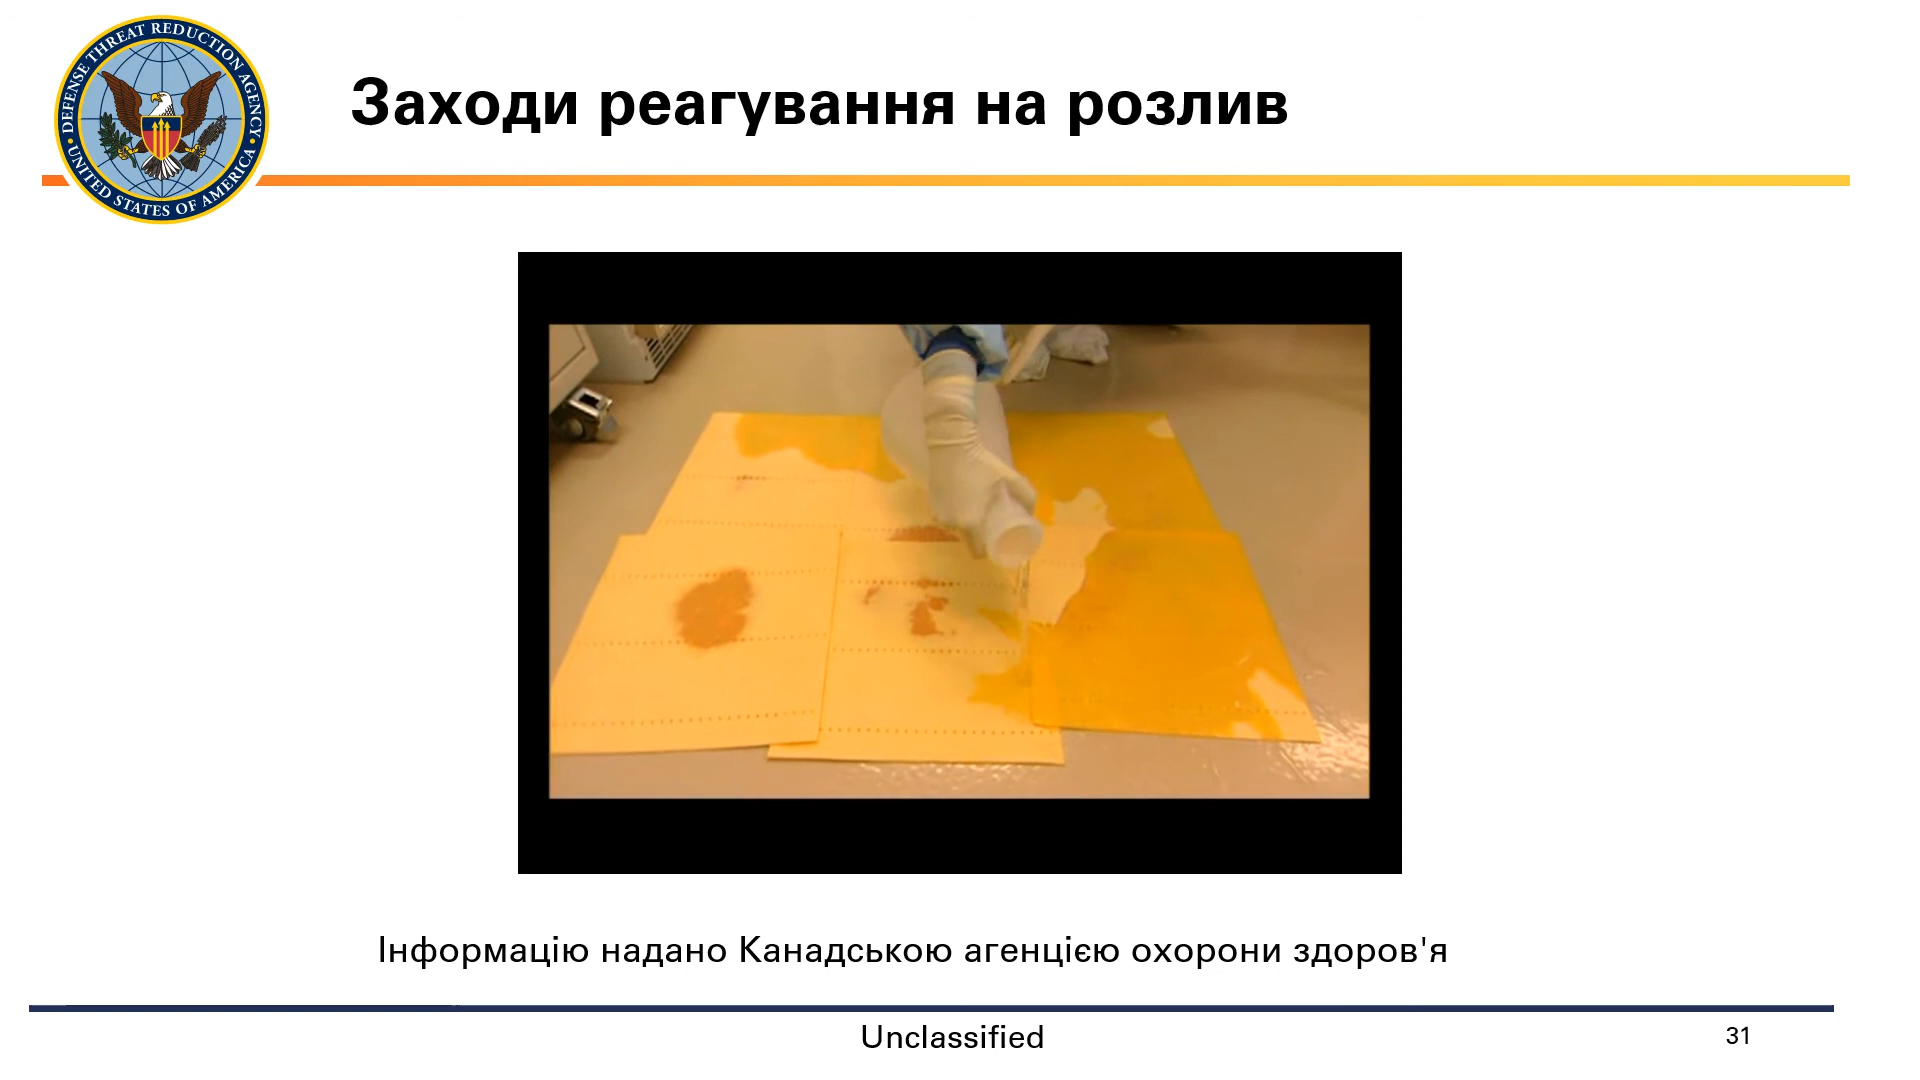 DEFENSE THREAT REDUCTION AGENCY
UNITED STATES OF AMERICA
Заходи реагування на розлив
Інформацію надано Канадською агенцією охорони здоров'я
Unclassified
31